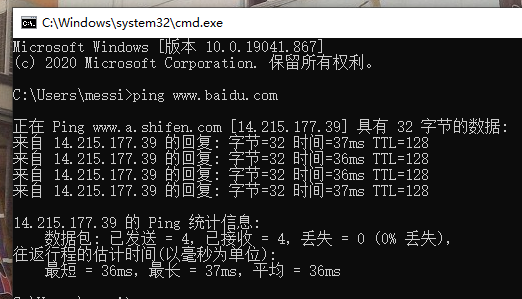 C:\Windows\system32\cmd.exe
Microsoft Windows [版本 10.0.19041.867]
(c) 2020 Microsoft Corporation. 保留所有权利。
C:\Users\messi>ping www.baidu.com
正在 Ping www.a.shifen.com [14.215.177.39] 具有 32 字节的数据:
来自 14.215.177.39 的回复: 字节=32 时间=37ms TTL=128
来自 14.215.177.39 的回复: 字节=32 时间=36ms TTL=128
来自 14.215.177.39 的回复: 字节=32 时间=36ms TTL=128
来自 14.215.177.39 的回复: 字节=32 时间=37ms TTL=128
14.215.177.39 的 Ping 统计信息:
数据包: 已发送 = 4，已接收 = 4，丢失 = 0 (0% 丢失)，
往返行程的估计时间(以毫秒为单位):
最短 = 36ms，最长 = 37ms，平均 = 36ms